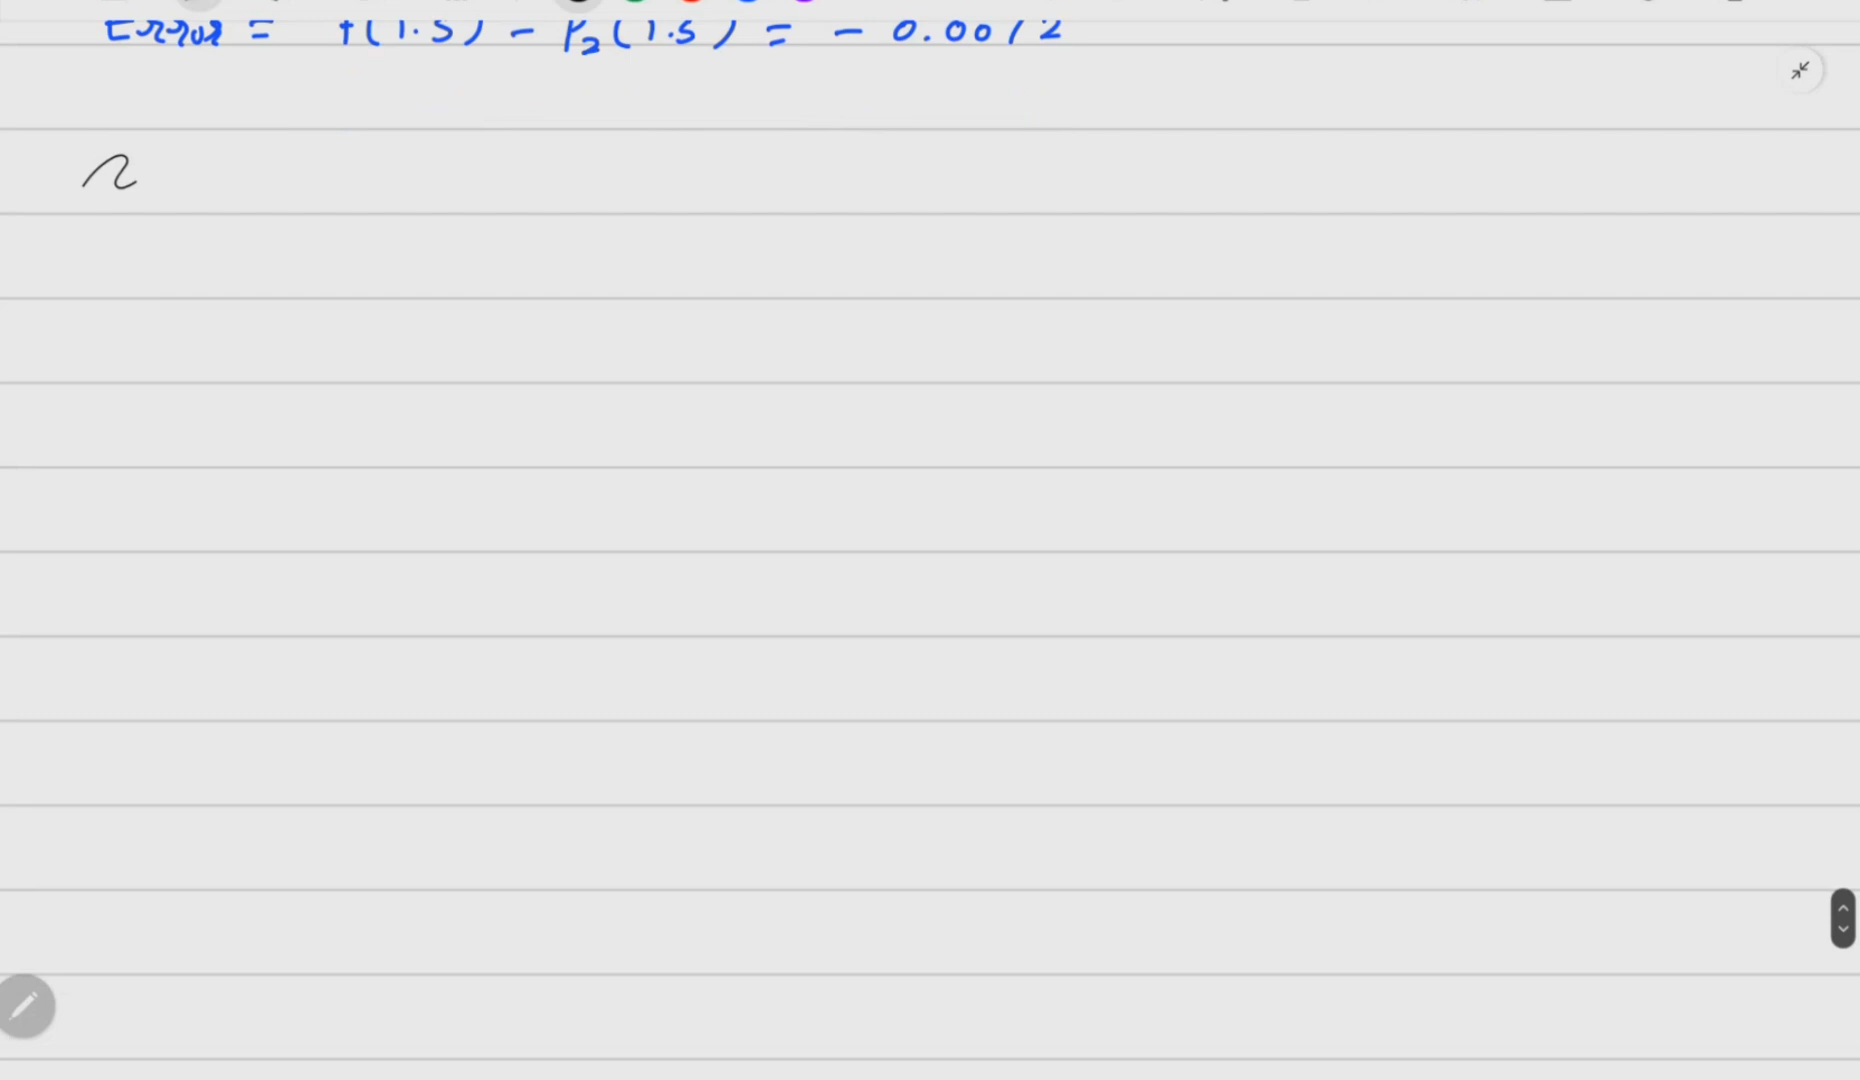 Error = f(1.5) - P₂(1.5) = - 0.0012